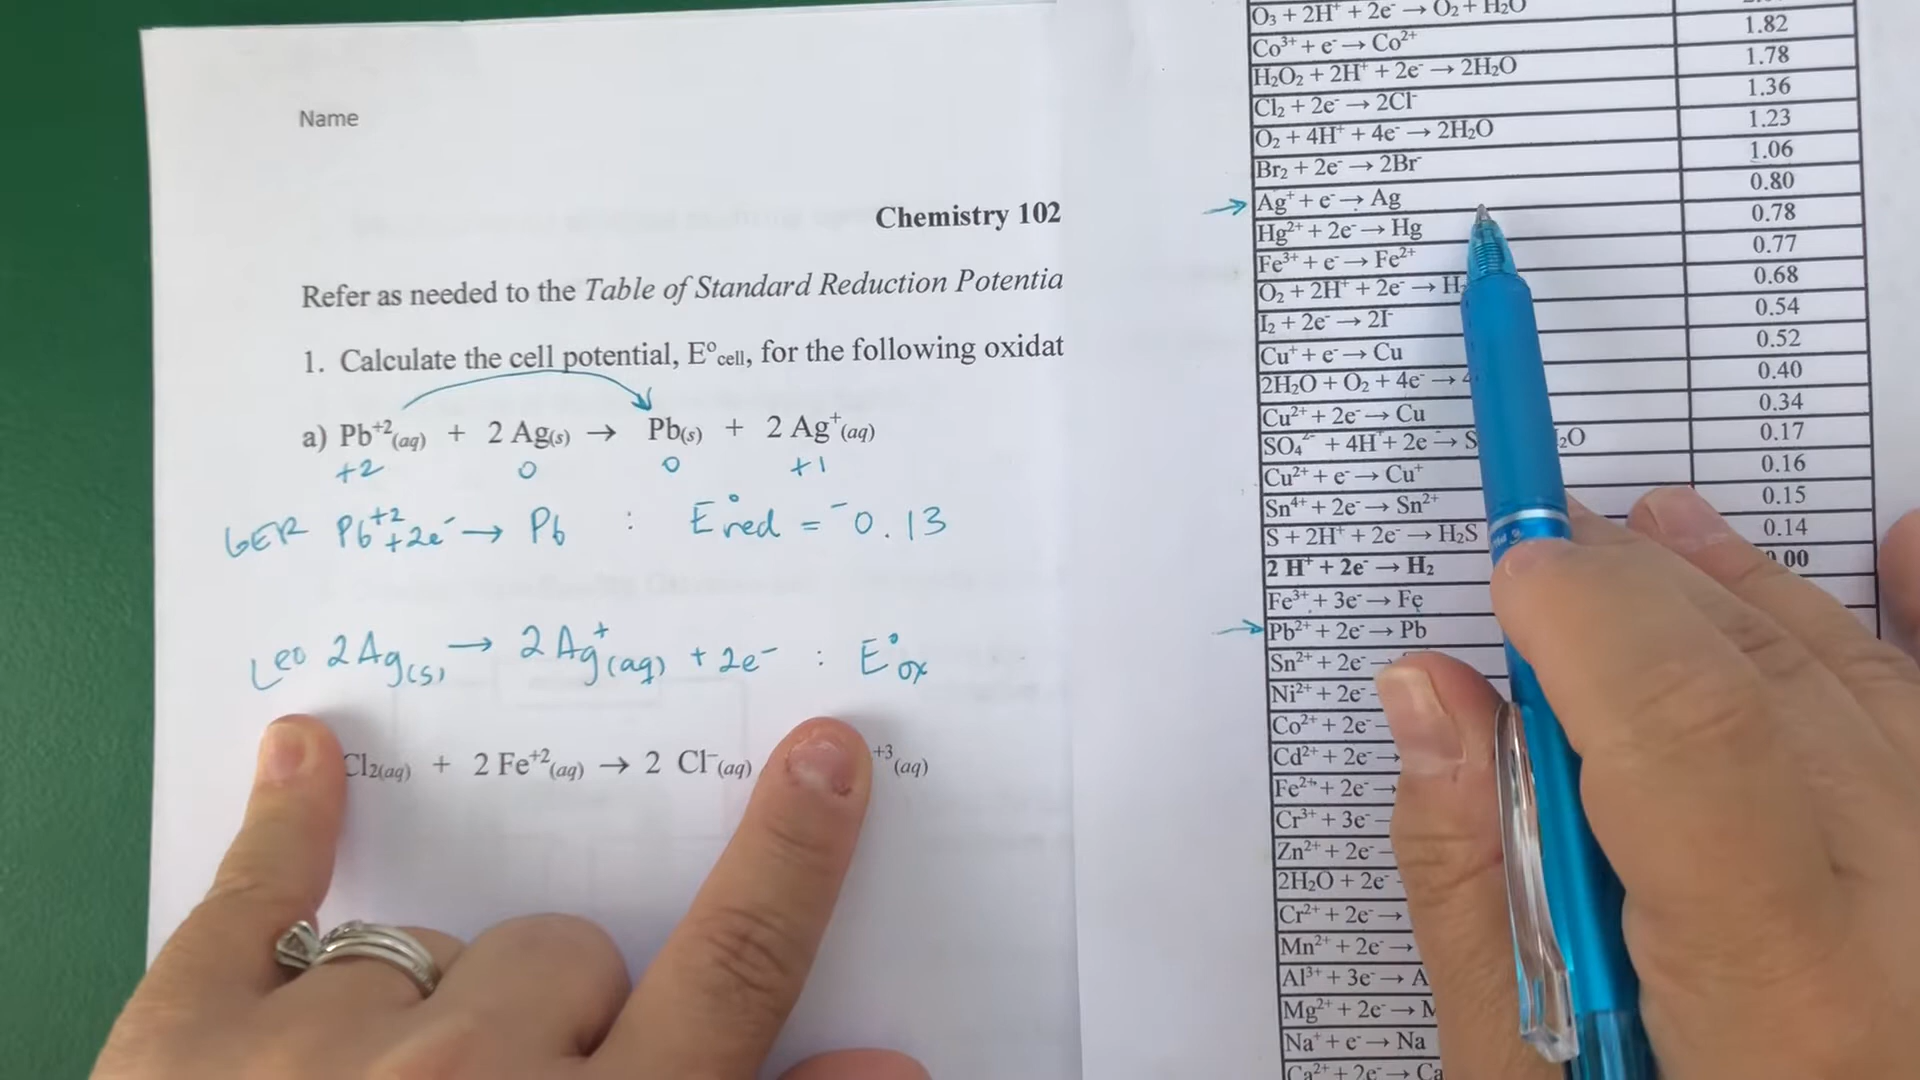 Name
Chemistry 102
Refer as needed to the Table of Standard Reduction Potentia
1. Calculate the cell potential, E°cell, for the following oxidat
a) Pb⁺²(aq) + 2 Ag(s) → Pb(s) + 2 Ag⁺(aq)
+2 0 0 +1
GER Pb⁺² + 2e⁻ → Pb : E°red = ⁻0.13
Leo 2Ag(s) → 2Ag⁺(aq) + 2e⁻ : E°ox
Cl₂(aq) + 2 Fe⁺²(aq) → 2 Cl⁻(aq) ⁺³(aq)
O₃ + 2H⁺ + 2e⁻ → O₂ + H₂O
Co³⁺ + e⁻ → Co²⁺ 1.82
H₂O₂ + 2H⁺ + 2e⁻ → 2H₂O 1.78
Cl₂ + 2e⁻ → 2Cl⁻ 1.36
O₂ + 4H⁺ + 4e⁻ → 2H₂O 1.23
Br₂ + 2e⁻ → 2Br⁻ 1.06
Ag⁺ + e⁻ → Ag 0.80
Hg²⁺ + 2e⁻ → Hg 0.78
Fe³⁺ + e⁻ → Fe²⁺ 0.77
O₂ + 2H⁺ + 2e⁻ → H 0.68
I₂ + 2e⁻ → 2I⁻ 0.54
Cu⁺ + e⁻ → Cu 0.52
2H₂O + O₂ + 4e⁻ → 4 0.40
Cu²⁺ + 2e⁻ → Cu 0.34
SO₄²⁻ + 4H⁺ + 2e⁻ → S ₂O 0.17
Cu²⁺ + e⁻ → Cu⁺ 0.16
Sn⁴⁺ + 2e⁻ → Sn²⁺ 0.15
S + 2H⁺ + 2e⁻ → H₂S 0.14
2 H⁺ + 2e⁻ → H₂ 0.00
Fe³⁺ + 3e⁻ → Fe
Pb²⁺ + 2e⁻ → Pb
Sn²⁺ + 2e⁻ →
Ni²⁺ + 2e⁻
Co²⁺ + 2e⁻
Cd²⁺ + 2e⁻ →
Fe²⁺ + 2e⁻ →
Cr³⁺ + 3e⁻
Zn²⁺ + 2e⁻
2H₂O + 2e⁻
Cr²⁺ + 2e⁻ →
Mn²⁺ + 2e⁻ →
Al³⁺ + 3e⁻ → A
Mg²⁺ + 2e⁻ → M
Na⁺ + e⁻ → Na
Ca²⁺ + 2e⁻ → Ca